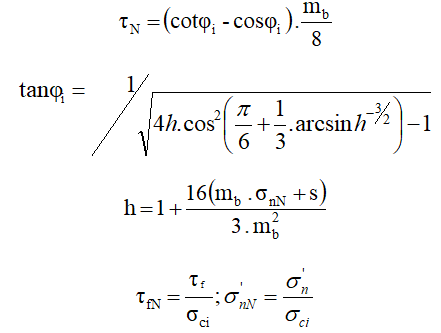 τ_N = (cotφ_i - cosφ_i).m_b/8
tanφ_i = 1/√(4h.cos²(π/6 + 1/3.arcsinh^(-3/2)) − 1)
h = 1 + 16(m_b.σ_nN + s)/(3.m_b²)
τ_fN = τ_f/σ_ci; σ'_nN = σ'_n/σ_ci